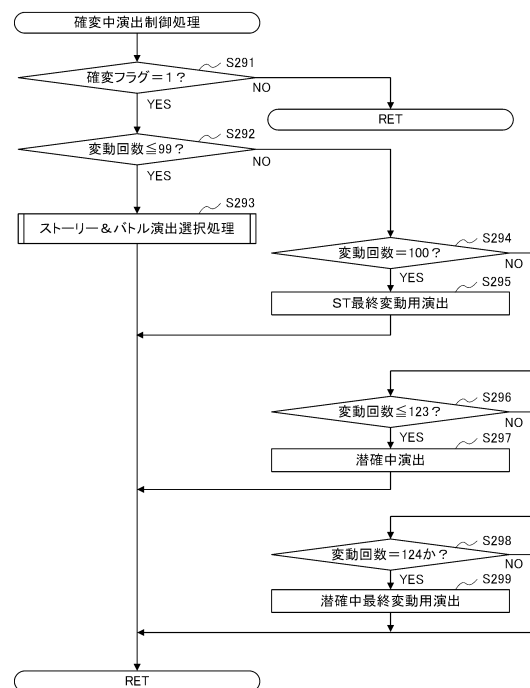 確変中演出制御処理
S291
確変フラグ=1?
NO
YES
RET
S292
変動回数≦99?
NO
YES
S293
ストーリー&バトル演出選択処理
S294
変動回数=100?
NO
YES
S295
ST最終変動用演出
S296
変動回数≦123?
NO
YES
S297
潜確中演出
S298
変動回数=124か?
NO
YES
S299
潜確中最終変動用演出
RET